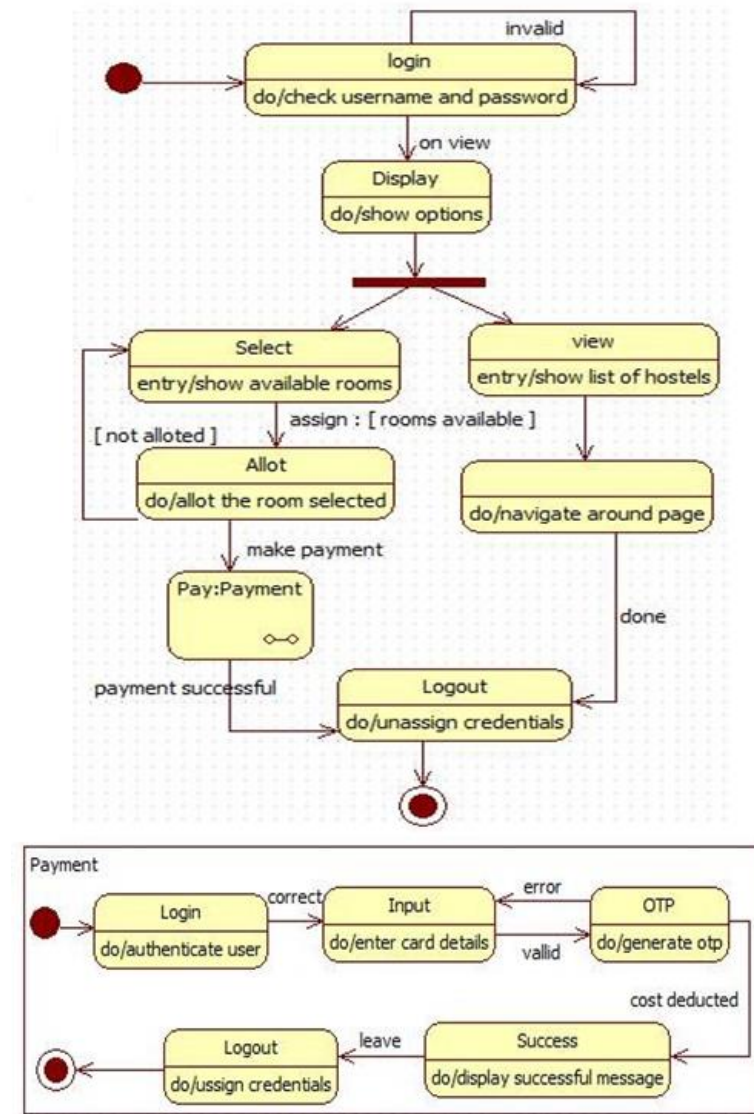 invalid
login
do/check username and password
on view
Display
do/show options
Select
entry/show available rooms
view
entry/show list of hostels
assign : [ rooms available ]
[ not alloted ]
Allot
do/allot the room selected
do/navigate around page
make payment
Pay:Payment
done
payment successful
Logout
do/unassign credentials
Payment
Login
do/authenticate user
correct
Input
do/enter card details
error
vallid
OTP
do/generate otp
cost deducted
Logout
do/ussign credentials
leave
Success
do/display successful message